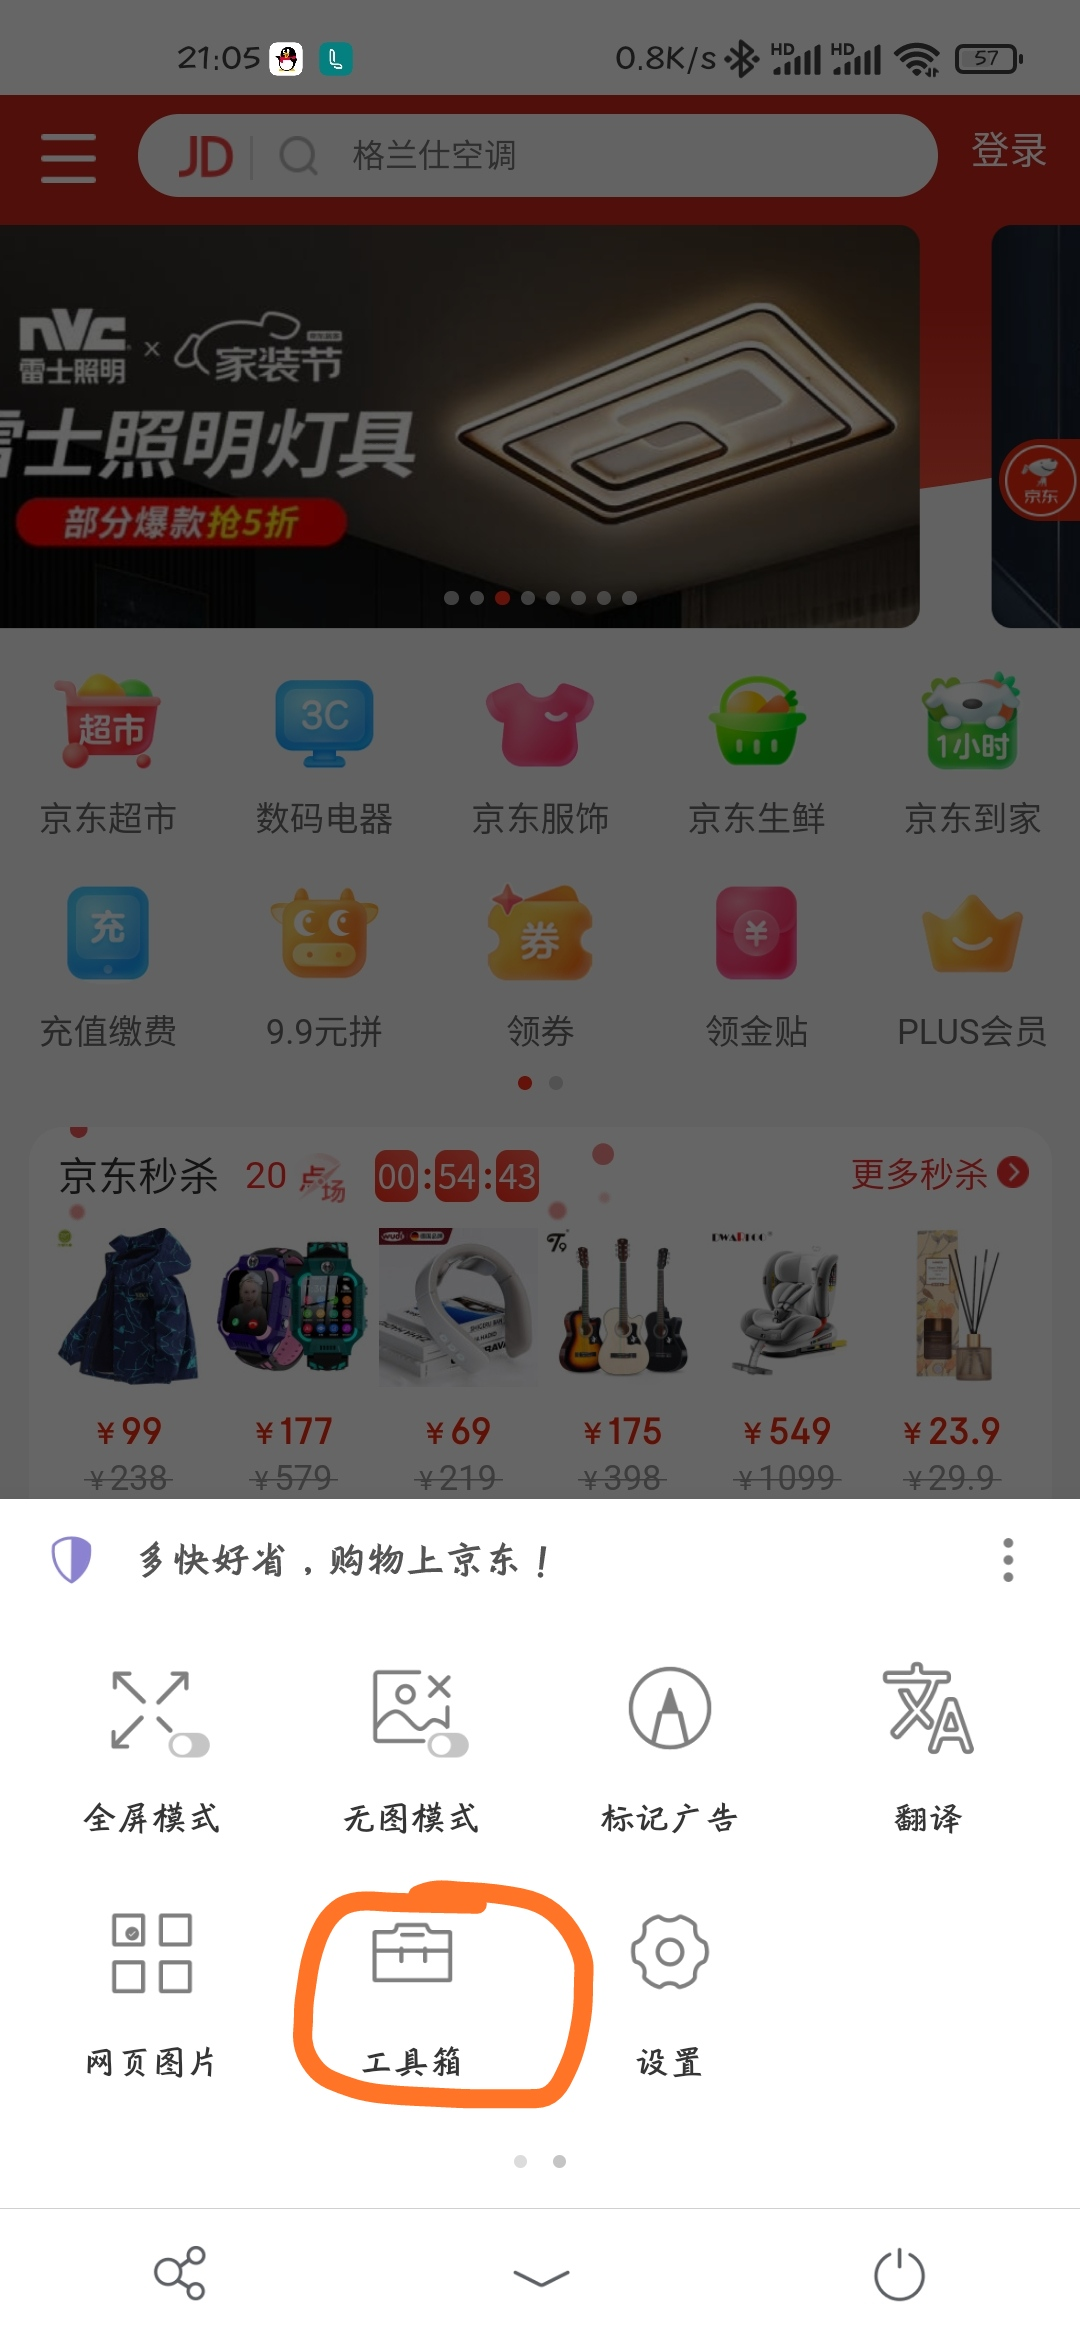 21:05 0.8K/s HD HD 57
JD 格兰仕空调 登录
nvc 雷士照明 × 家装节
雷士照明灯具
部分爆款抢5折
京东
超市 3C 1小时
京东超市 数码电器 京东服饰 京东生鲜 京东到家
充 券 ¥
充值缴费 9.9元拼 领券 领金贴 PLUS会员
京东秒杀 20点场 00:54:43 更多秒杀
¥99 ¥177 ¥69 ¥175 ¥549 ¥23.9
¥238 ¥579 ¥219 ¥398 ¥1099 ¥29.9
多快好省,购物上京东!
全屏模式 无图模式 标记广告 翻译
网页图片 工具箱 设置